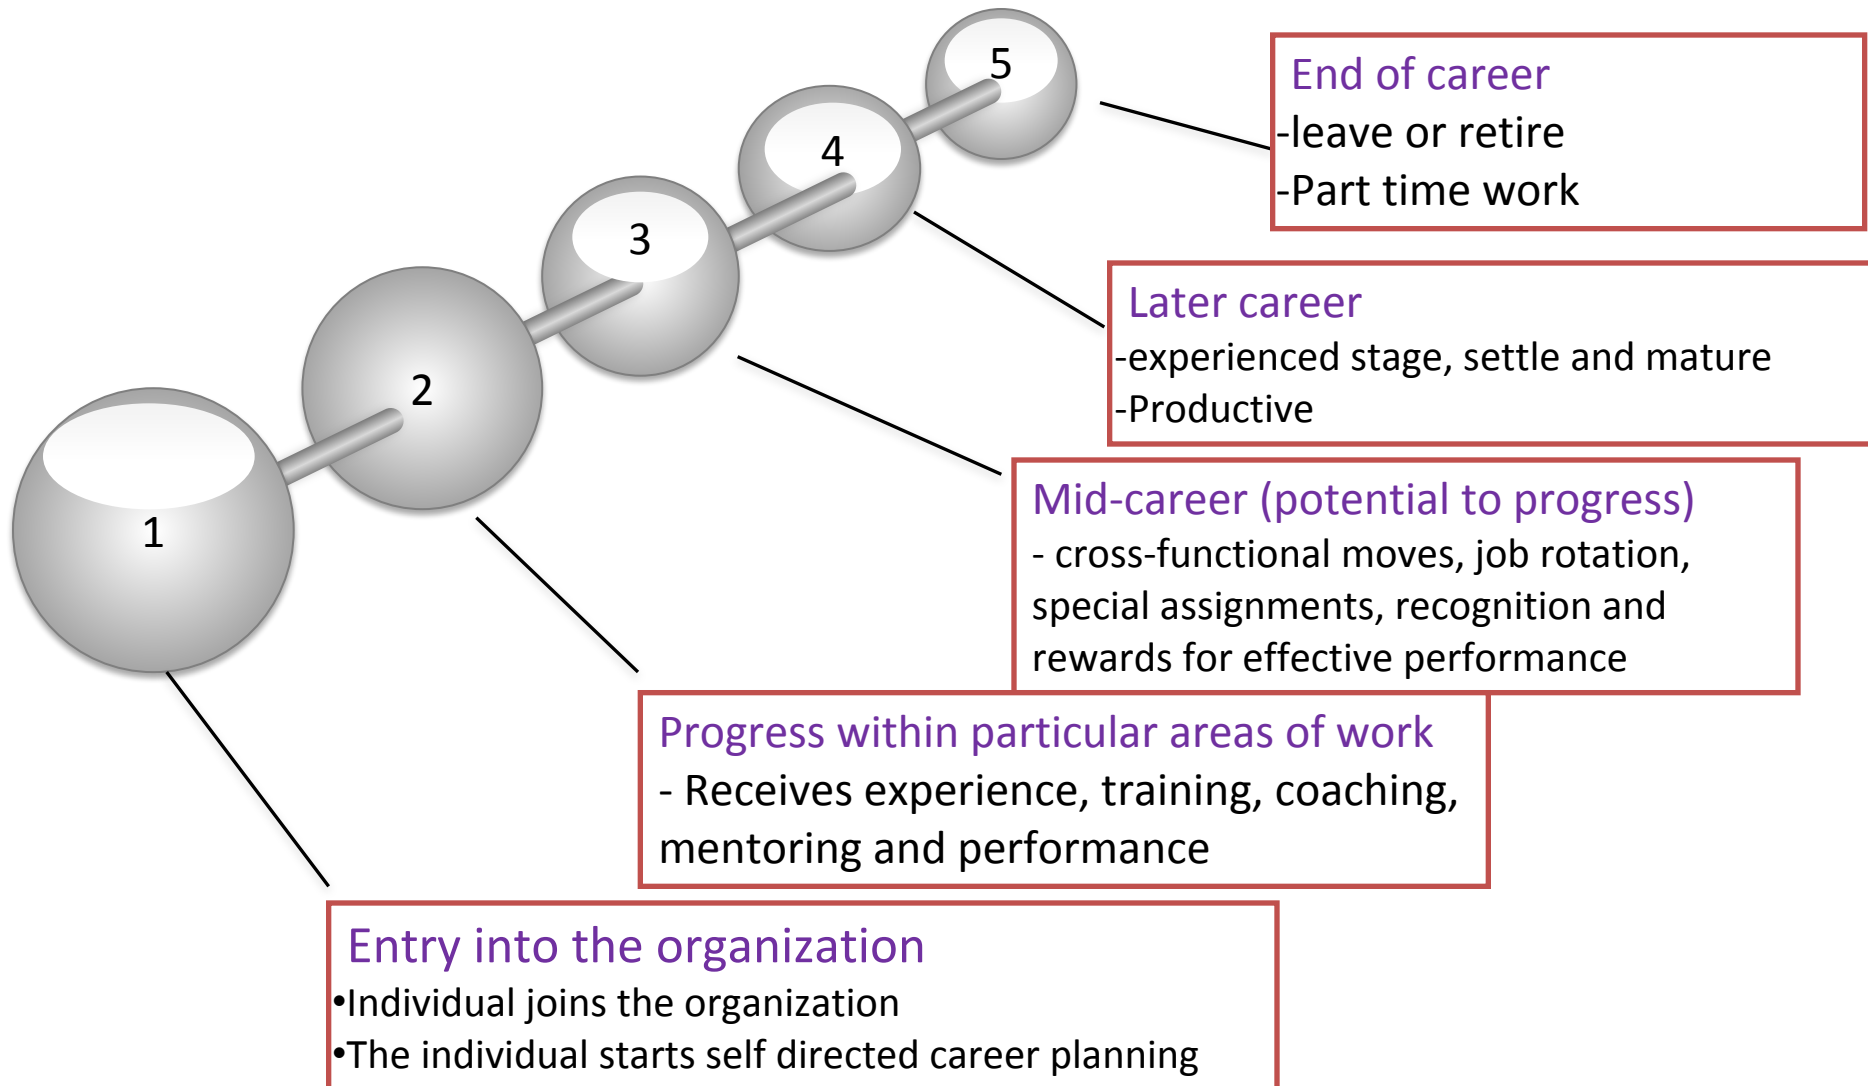 5
End of career
-leave or retire
-Part time work
4
Later career
-experienced stage, settle and mature
-Productive
3
Mid-career (potential to progress)
- cross-functional moves, job rotation,
special assignments, recognition and
rewards for effective performance
2
Progress within particular areas of work
- Receives experience, training, coaching,
mentoring and performance
1
Entry into the organization
•Individual joins the organization
•The individual starts self directed career planning